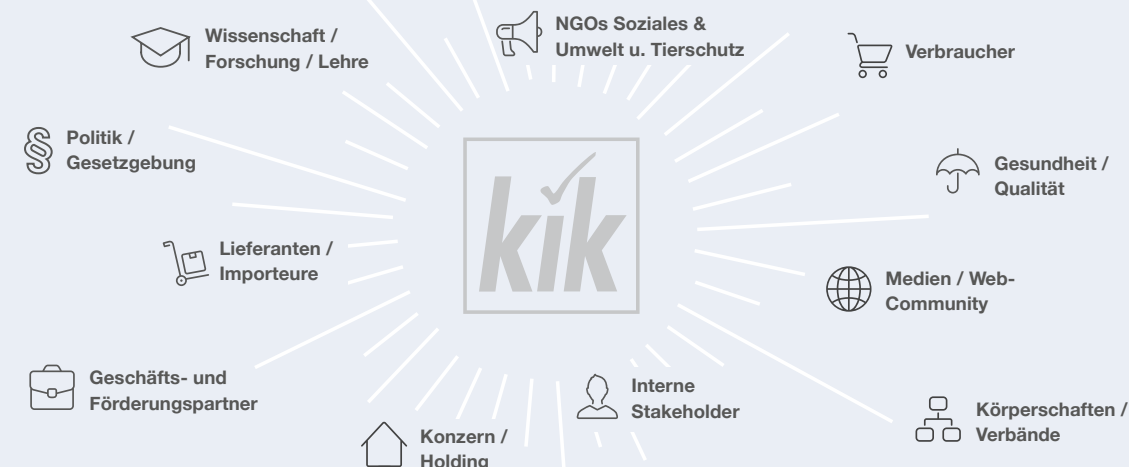 Wissenschaft /
Forschung / Lehre
NGOs Soziales &
Umwelt u. Tierschutz
Verbraucher
Politik /
Gesetzgebung
Gesundheit /
Qualität
kik
Lieferanten /
Importeure
Medien / Web-
Community
Geschäfts- und
Förderungspartner
Interne
Stakeholder
Konzern /
Holding
Körperschaften /
Verbände